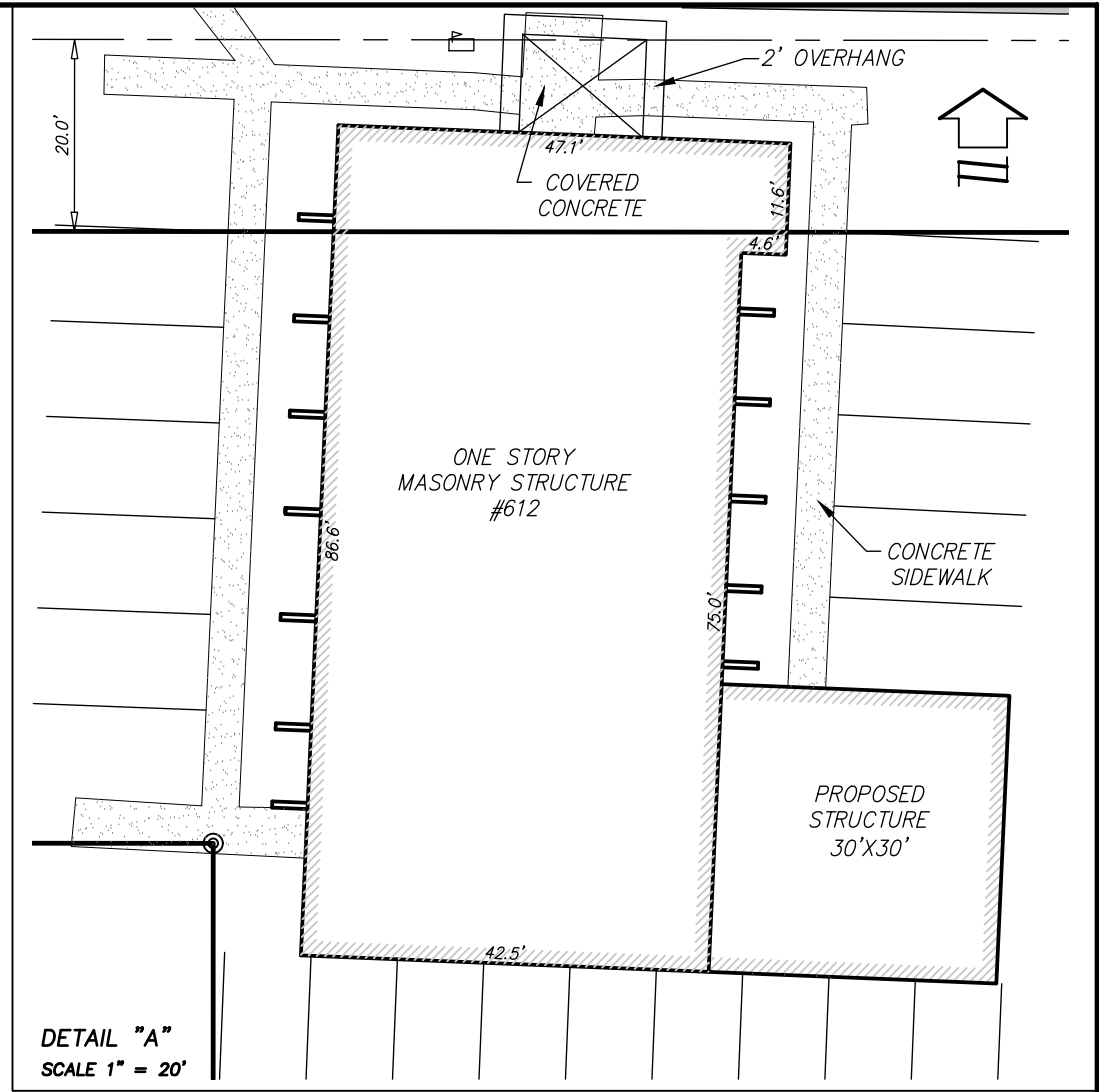 2' OVERHANG
20.0'
47.1'
COVERED
CONCRETE
11.6'
4.6'
ONE STORY
MASONRY STRUCTURE
#612
86.6'
CONCRETE
SIDEWALK
75.0'
PROPOSED
STRUCTURE
30'X30'
42.5'
DETAIL "A"
SCALE 1" = 20'